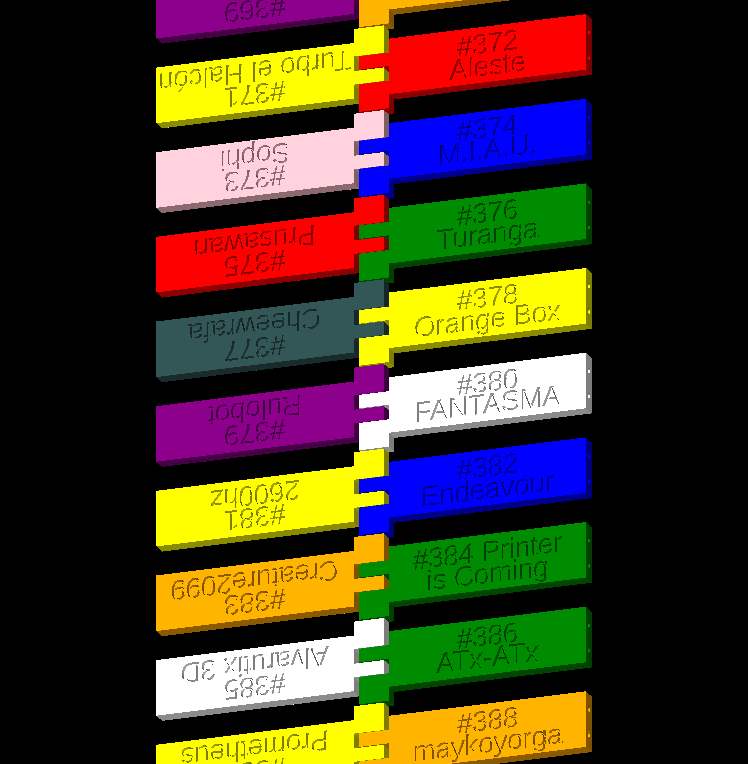 #369
#372
Aleste
#371
Turbo el Halcón
#374
M.I.A.U.
#373
Sophi
#376
Turanga
#375
Prusawan
#378
Orange Box
#377
Cheewrafa
#380
FANTASMA
#379
Rulobot
#382
Endeavour
#381
2600hz
#384 Printer
is Coming
#383
Creature2099
#386
ATx-ATx
#385
Alvarutix 3D
#388
maykoyorga
Prometheus